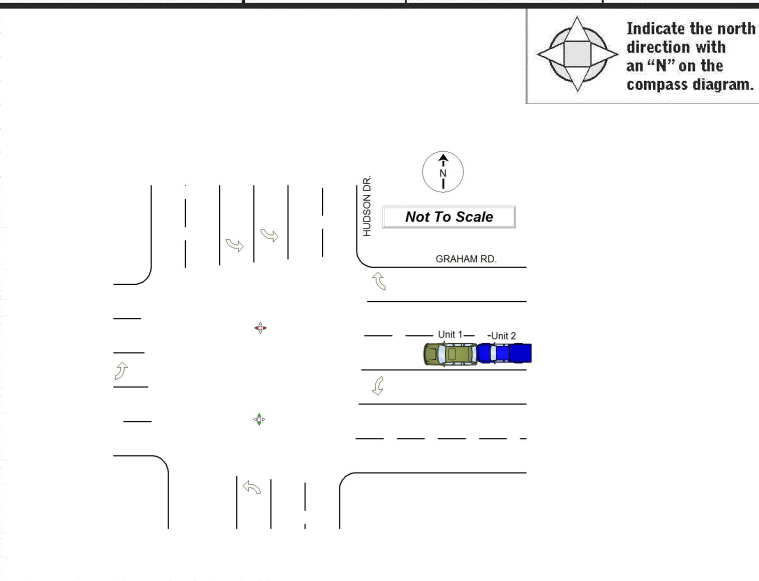 Indicate the north
direction with
an “N” on the
compass diagram.
N
HUDSON DR.
Not To Scale
GRAHAM RD.
Unit 1
Unit 2